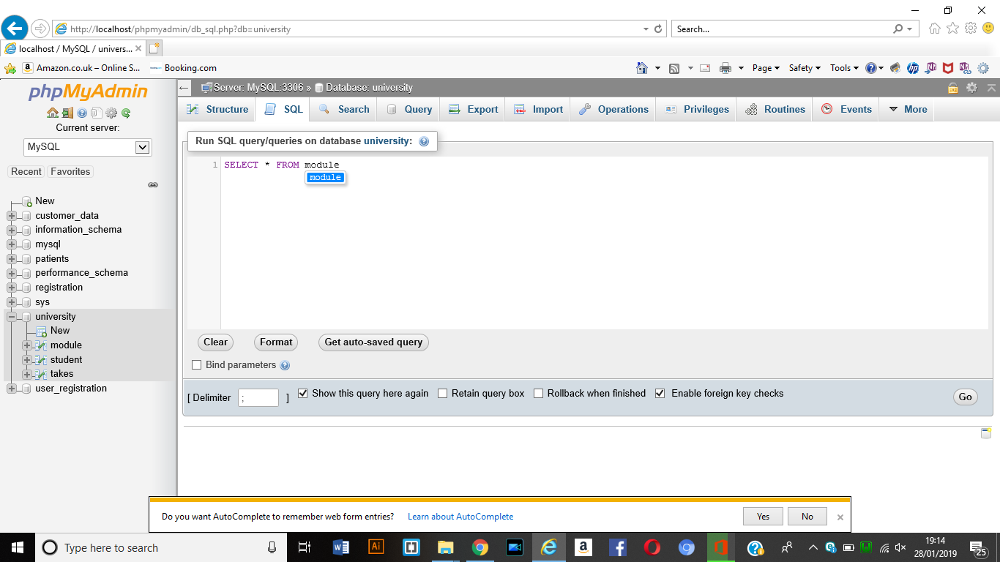 http://localhost/phpmyadmin/db_sql.php?db=university
Search...
localhost / MySQL / univers...
Amazon.co.uk – Online S...
Booking.com
Page
Safety
Tools
phpMyAdmin
Current server:
MySQL
Recent
Favorites
New
customer_data
information_schema
mysql
patients
performance_schema
registration
sys
university
New
module
student
takes
user_registration
Server: MySQL:3306 » Database: university
Structure
SQL
Search
Query
Export
Import
Operations
Privileges
Routines
Events
More
Run SQL query/queries on database university:
1 SELECT * FROM module
module
Clear
Format
Get auto-saved query
Bind parameters
[ Delimiter ; ]
Show this query here again
Retain query box
Rollback when finished
Enable foreign key checks
Go
Do you want AutoComplete to remember web form entries?
Learn about AutoComplete
Yes
No
Type here to search
19:14
28/01/2019
25